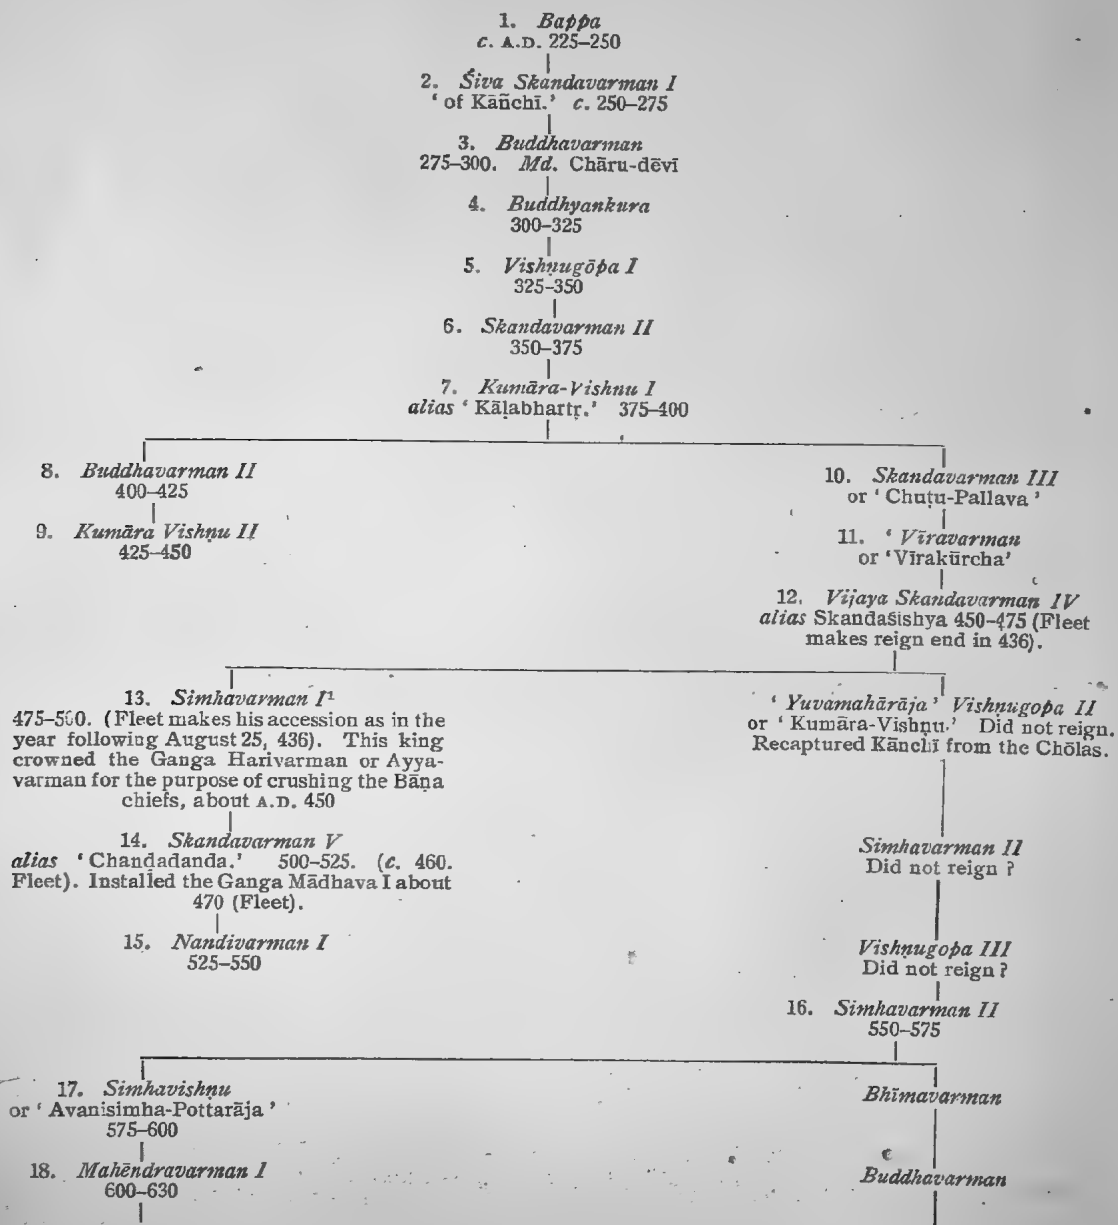 1. Bappa
c. A.D. 225–250
2. Śiva Skandavarman I
‘ of Kāñchī.’ c. 250–275
3. Buddhavarman
275–300. Md. Chāru-dēvī
4. Buddhyankura
300–325
5. Vishṇugōpa I
325–350
6. Skandavarman II
350–375
7. Kumāra-Vishnu I
alias ‘ Kāḷabhartṛ.’ 375–400
8. Buddhavarman II
400–425
9. Kumāra Vishṇu II
425–450
10. Skandavarman III
or ‘ Chuṭu-Pallava ’
11. ‘ Vīravarman
or ‘Vīrakūrcha’
12. Vijaya Skandavarman IV
alias Skandaśishya 450–475 (Fleet
makes reign end in 436).
13. Simhavarman I¹
475–500. (Fleet makes his accession as in the
year following August 25, 436). This king
crowned the Ganga Harivarman or Ayya-
varman for the purpose of crushing the Bāṇa
chiefs, about A.D. 450
14. Skandavarman V
alias ‘ Chanḍadanda.’ 500–525. (c. 460.
Fleet). Installed the Ganga Mādhava I about
470 (Fleet).
15. Nandivarman I
525–550
‘ Yuvamahārāja ’ Vishṇugopa II
or ‘ Kumāra-Vishṇu.’ Did not reign.
Recaptured Kānchī from the Chōlas.
Simhavarman II
Did not reign ?
Vishṇugopa III
Did not reign ?
16. Simhavarman II
550–575
17. Simhavishṇu
or ‘ Avanisimha-Pottarāja ’
575–600
18. Mahēndravarman I
600–630
Bhīmavarman
Buddhavarman